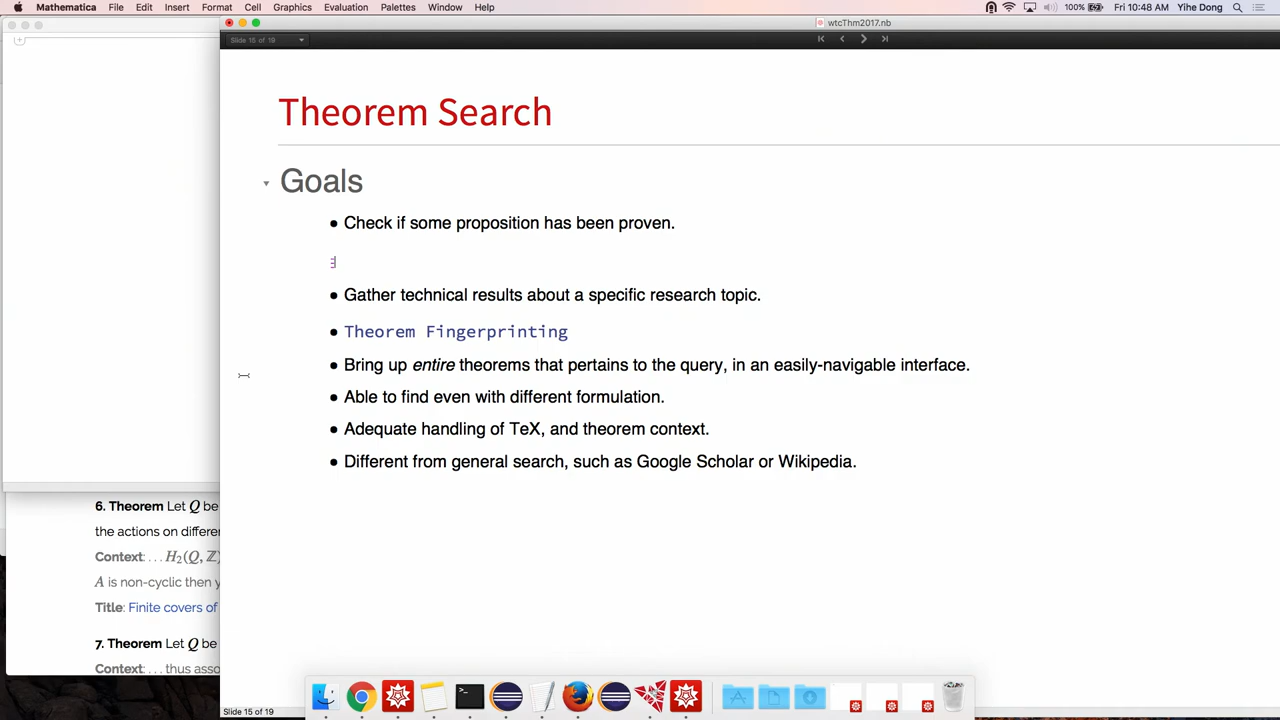 Mathematica File Edit Insert Format Cell Graphics Evaluation Palettes Window Help 100% Fri 10:48 AM Yihe Dong
wtcThm2017.nb
Slide 15 of 19
Theorem Search
Goals
• Check if some proposition has been proven.
• Gather technical results about a specific research topic.
• Theorem Fingerprinting
• Bring up entire theorems that pertains to the query, in an easily-navigable interface.
• Able to find even with different formulation.
• Adequate handling of TeX, and theorem context.
• Different from general search, such as Google Scholar or Wikipedia.
6. Theorem Let Q be
the actions on differe
Context: . . . H₂(Q, ℤ)
A is non-cyclic then y
Title: Finite covers of
7. Theorem Let Q be
Context: . . . thus asso
Slide 15 of 19